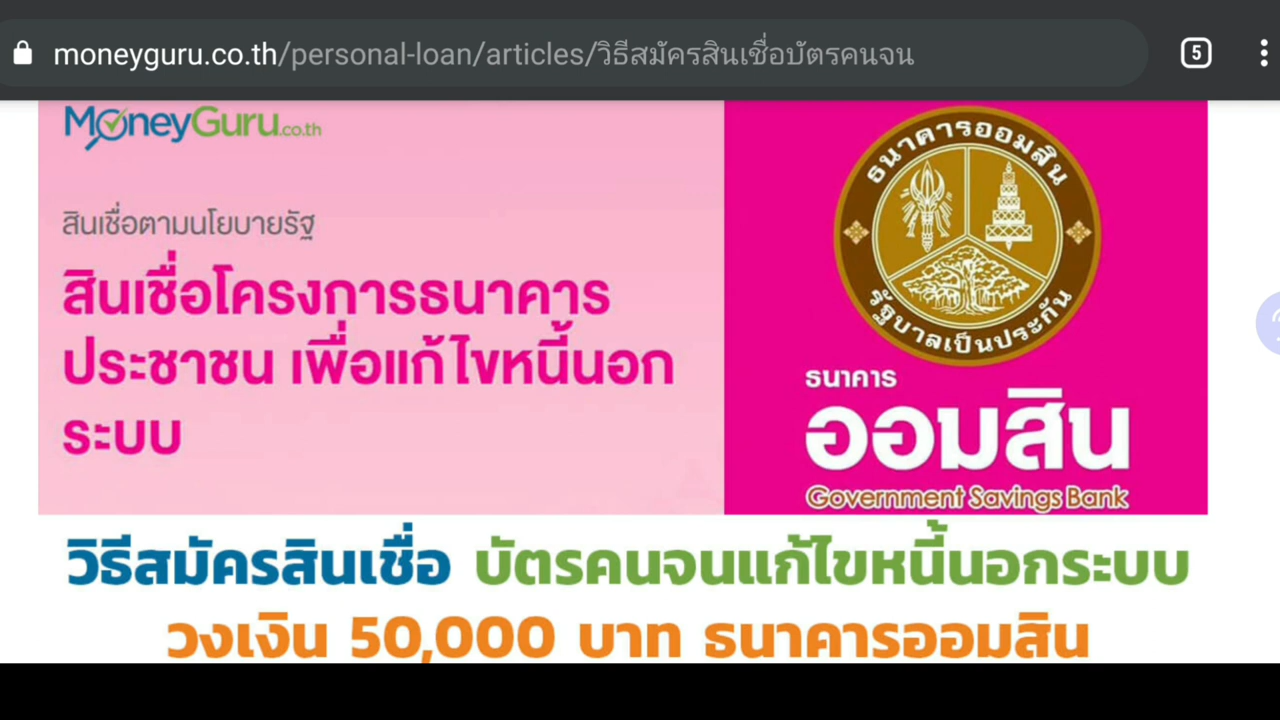 moneyguru.co.th/personal-loan/articles/วิธีสมัครสินเชื่อบัตรคนจน
5
MoneyGuru.co.th
สินเชื่อตามนโยบายรัฐ
สินเชื่อโครงการธนาคาร
ประชาชน เพื่อแก้ไขหนี้นอก
ระบบ
ธนาคารออมสิน
รัฐบาลเป็นประกัน
ธนาคาร
ออมสิน
Government Savings Bank
วิธีสมัครสินเชื่อ บัตรคนจนแก้ไขหนี้นอกระบบ
วงเงิน 50,000 บาท ธนาคารออมสิน